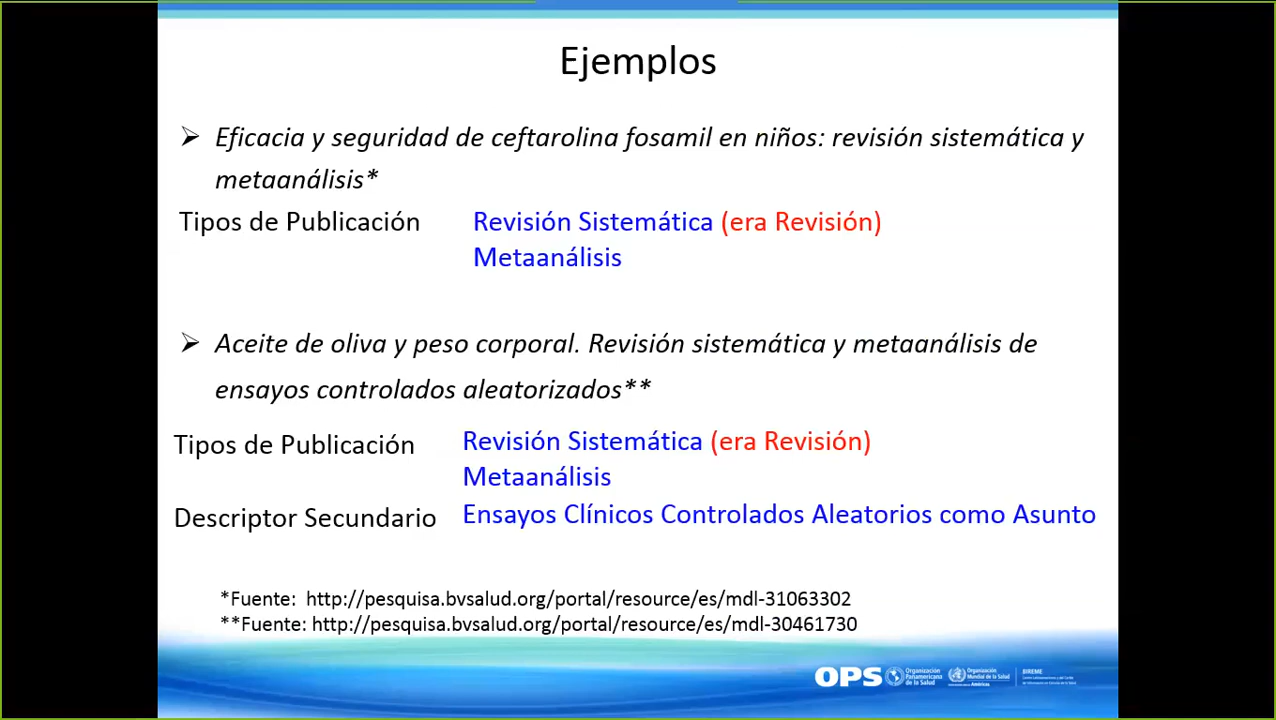 Ejemplos
➢ Eficacia y seguridad de ceftarolina fosamil en niños: revisión sistemática y
metaanálisis*
Tipos de Publicación Revisión Sistemática (era Revisión)
Metaanálisis
➢ Aceite de oliva y peso corporal. Revisión sistemática y metaanálisis de
ensayos controlados aleatorizados**
Tipos de Publicación Revisión Sistemática (era Revisión)
Metaanálisis
Descriptor Secundario Ensayos Clínicos Controlados Aleatorios como Asunto
*Fuente: http://pesquisa.bvsalud.org/portal/resource/es/mdl-31063302
**Fuente: http://pesquisa.bvsalud.org/portal/resource/es/mdl-30461730
OPS
Organización
Panamericana
de la Salud
Organización
Mundial de la Salud
Américas
BIREME